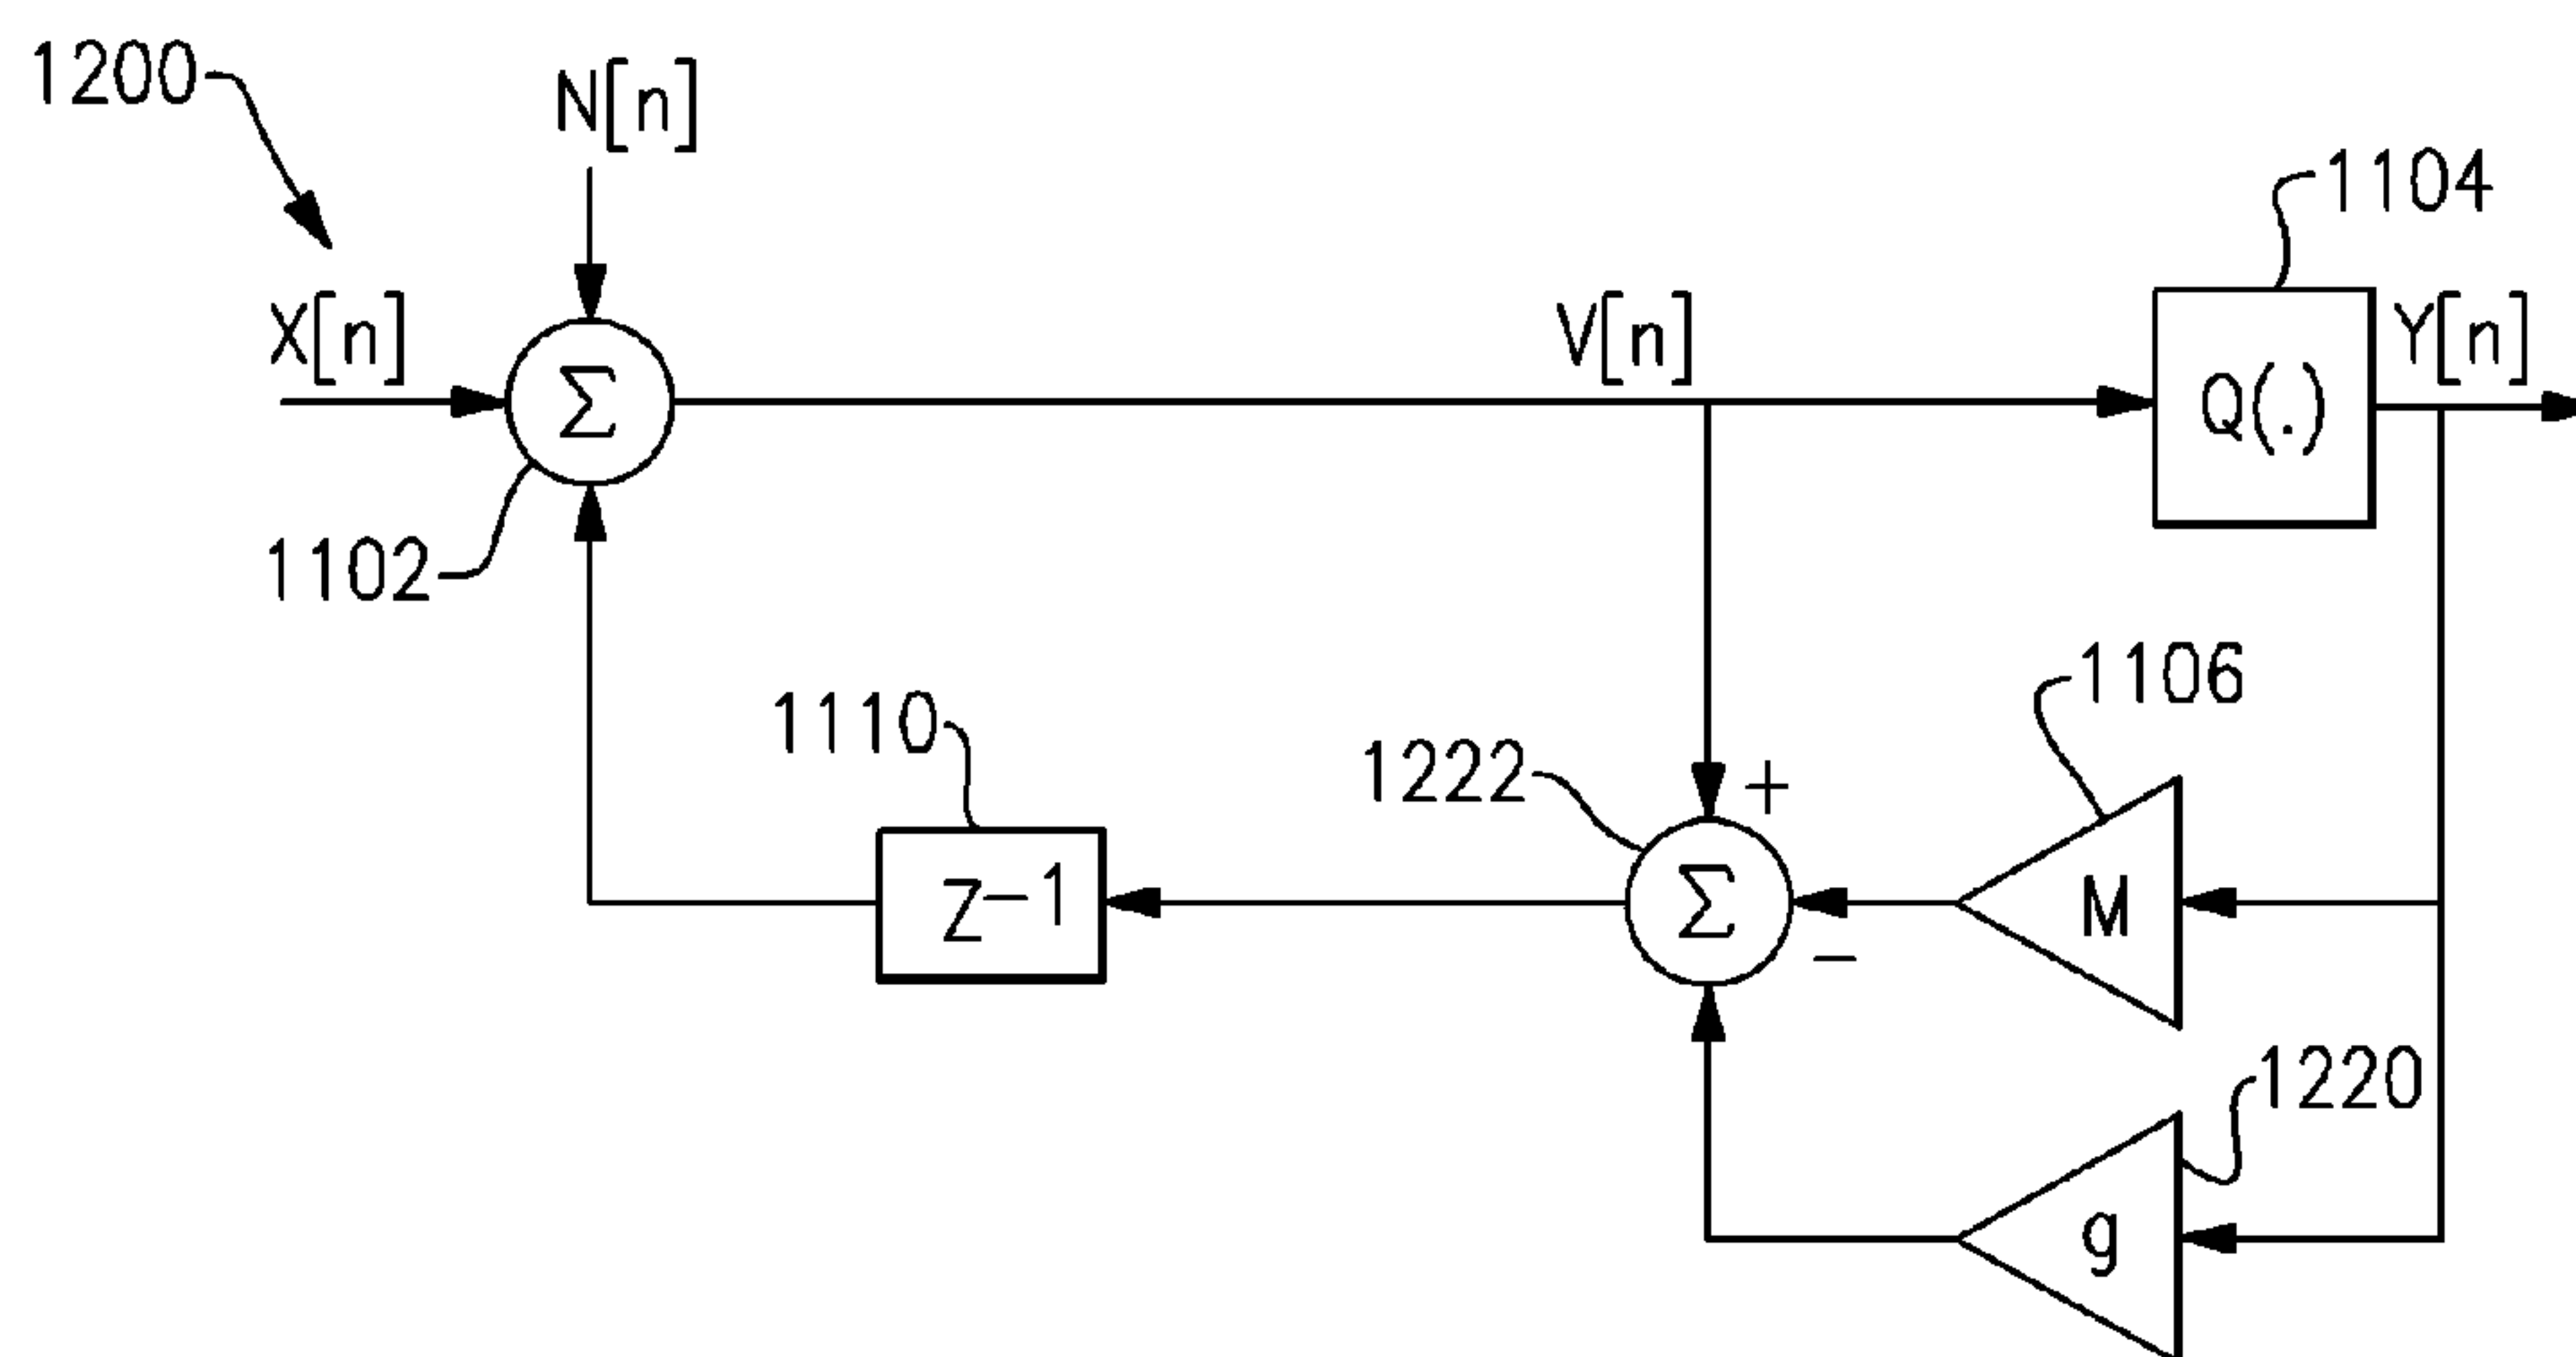 1200
N[n]
1104
X[n]
Σ
V[n]
Q(.)
Y[n]
1102
1106
1110
1222
+
Z⁻¹
Σ
−
M
1220
g